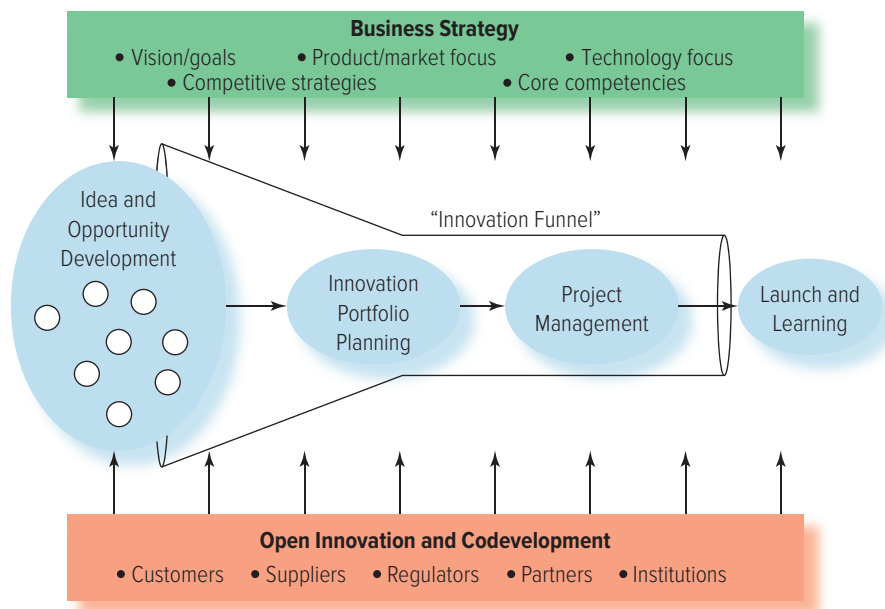 Business Strategy
• Vision/goals • Product/market focus • Technology focus
• Competitive strategies • Core competencies
Idea and
Opportunity
Development
“Innovation Funnel”
Innovation
Portfolio
Planning
Project
Management
Launch and
Learning
Open Innovation and Codevelopment
• Customers • Suppliers • Regulators • Partners • Institutions